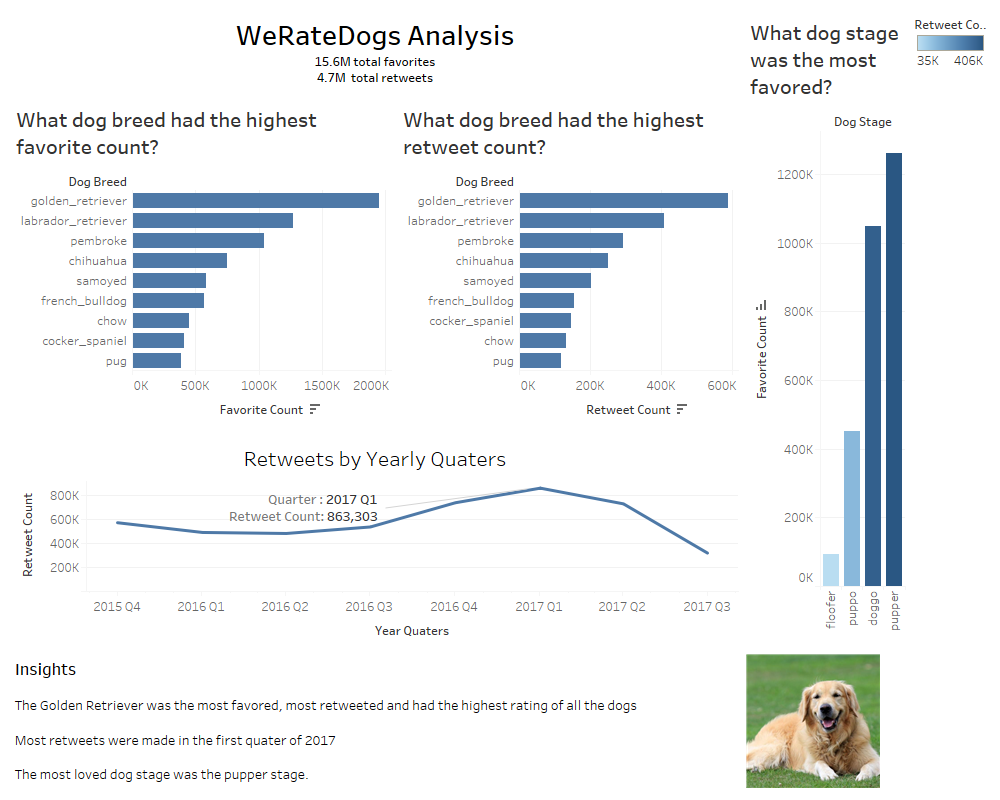 WeRateDogs Analysis
15.6M total favorites
4.7M total retweets
What dog breed had the highest
favorite count?
Dog Breed
golden_retriever
labrador_retriever
pembroke
chihuahua
samoyed
french_bulldog
chow
cocker_spaniel
pug
0K 500K 1000K 1500K 2000K
Favorite Count
What dog breed had the highest
retweet count?
Dog Breed
golden_retriever
labrador_retriever
pembroke
chihuahua
samoyed
french_bulldog
cocker_spaniel
chow
pug
0K 200K 400K 600K
Retweet Count
What dog stage
was the most
favored?
Retweet Co..
35K 406K
Dog Stage
1200K
1000K
800K
600K
400K
200K
0K
Favorite Count
floofer
puppo
doggo
pupper
Retweets by Yearly Quaters
Retweet Count
800K
600K
400K
200K
Quarter : 2017 Q1
Retweet Count: 863,303
2015 Q4 2016 Q1 2016 Q2 2016 Q3 2016 Q4 2017 Q1 2017 Q2 2017 Q3
Year Quaters
Insights
The Golden Retriever was the most favored, most retweeted and had the highest rating of all the dogs
Most retweets were made in the first quater of 2017
The most loved dog stage was the pupper stage.